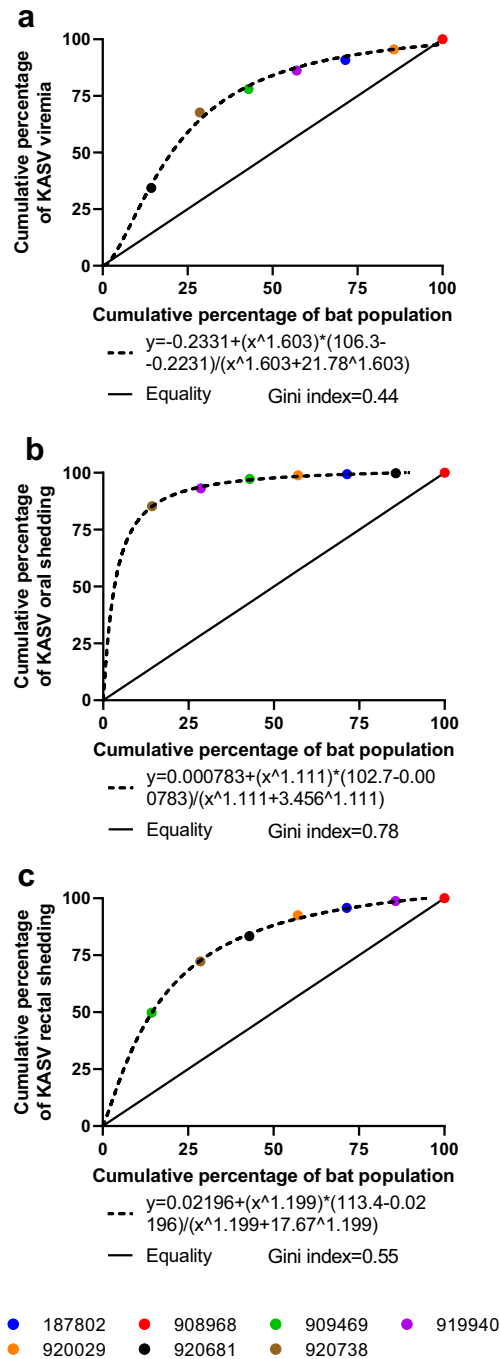 a
Cumulative percentage
of KASV viremia
100
75
50
25
0
0 25 50 75 100
Cumulative percentage of bat population
y=-0.2331+(x^1.603)*(106.3-
-0.2231)/(x^1.603+21.78^1.603)
Equality Gini index=0.44
b
Cumulative percentage
of KASV oral shedding
100
75
50
25
0
0 25 50 75 100
Cumulative percentage of bat population
y=0.000783+(x^1.111)*(102.7-0.00
0783)/(x^1.111+3.456^1.111)
Equality Gini index=0.78
c
Cumulative percentage
of KASV rectal shedding
100
75
50
25
0
0 25 50 75 100
Cumulative percentage of bat population
y=0.02196+(x^1.199)*(113.4-0.02
196)/(x^1.199+17.67^1.199)
Equality Gini index=0.55
187802 908968 909469 919940
920029 920681 920738